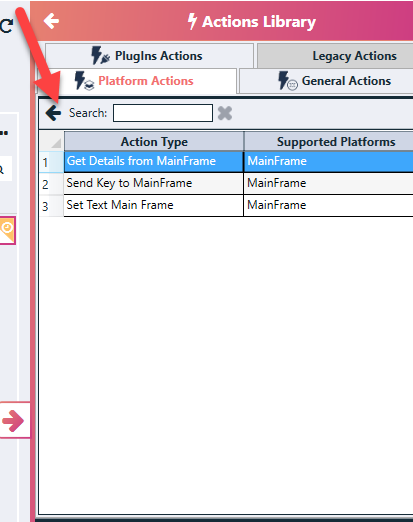 Actions Library
PlugIns Actions Legacy Actions
Platform Actions General Actions
Search:
Action Type Supported Platforms
1 Get Details from MainFrame MainFrame
2 Send Key to MainFrame MainFrame
3 Set Text Main Frame MainFrame